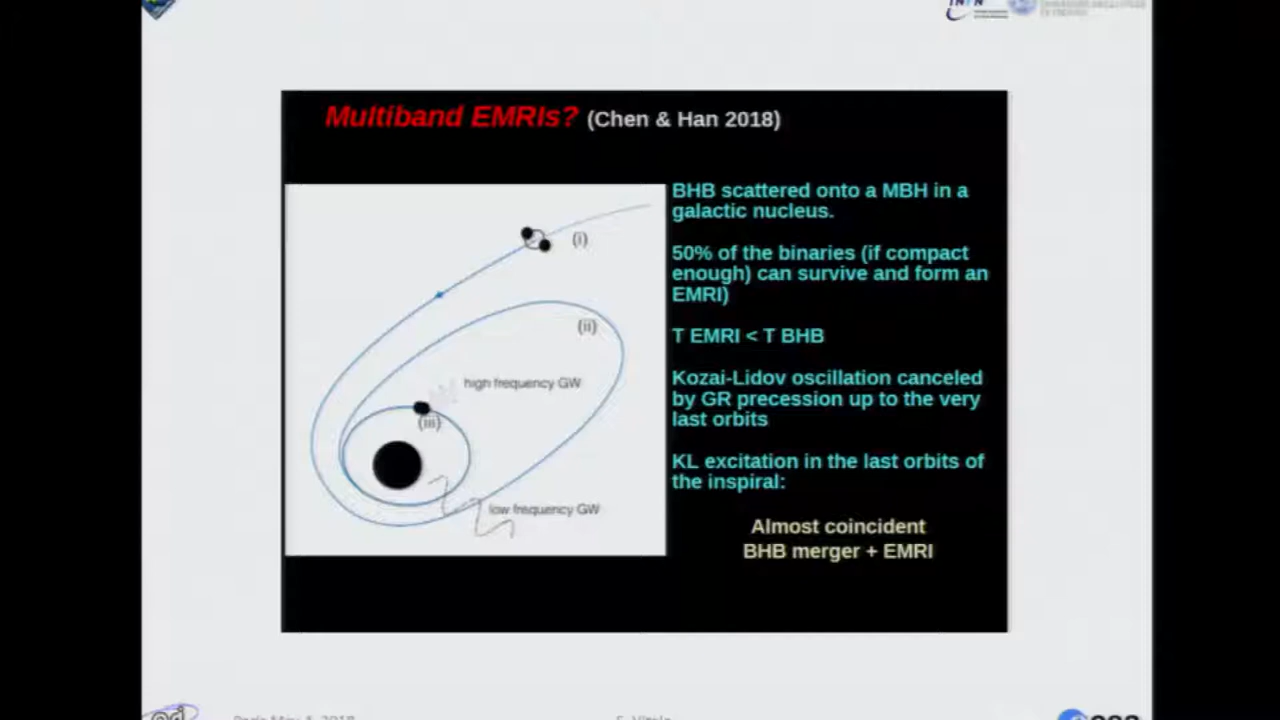 Multiband EMRIs? (Chen & Han 2018)
BHB scattered onto a MBH in a
galactic nucleus.
50% of the binaries (if compact
enough) can survive and form an
EMRI)
T EMRI < T BHB
Kozai-Lidov oscillation canceled
by GR precession up to the very
last orbits
KL excitation in the last orbits of
the inspiral:
Almost coincident
BHB merger + EMRI
(i)
(ii)
high frequency GW
(iii)
low frequency GW